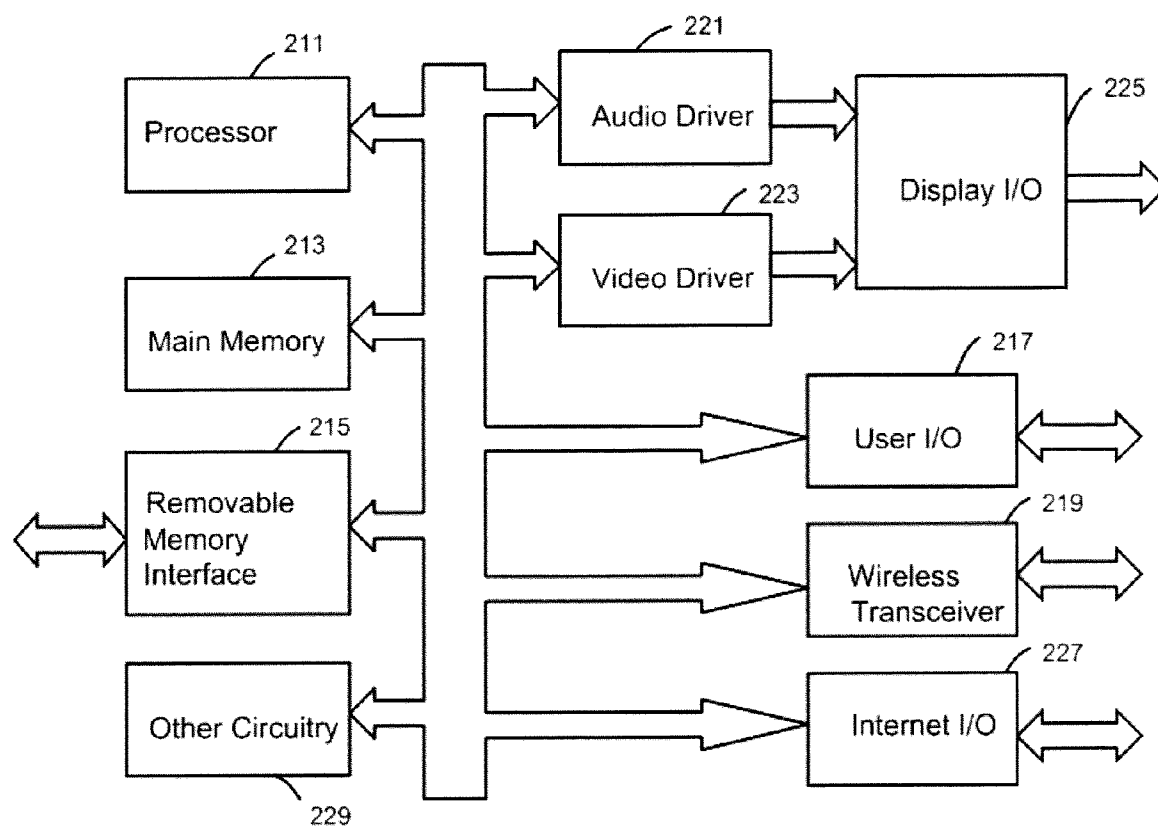 211
Processor
213
Main Memory
215
Removable
Memory
Interface
Other Circuitry
229
221
Audio Driver
223
Video Driver
225
Display I/O
217
User I/O
219
Wireless
Transceiver
227
Internet I/O